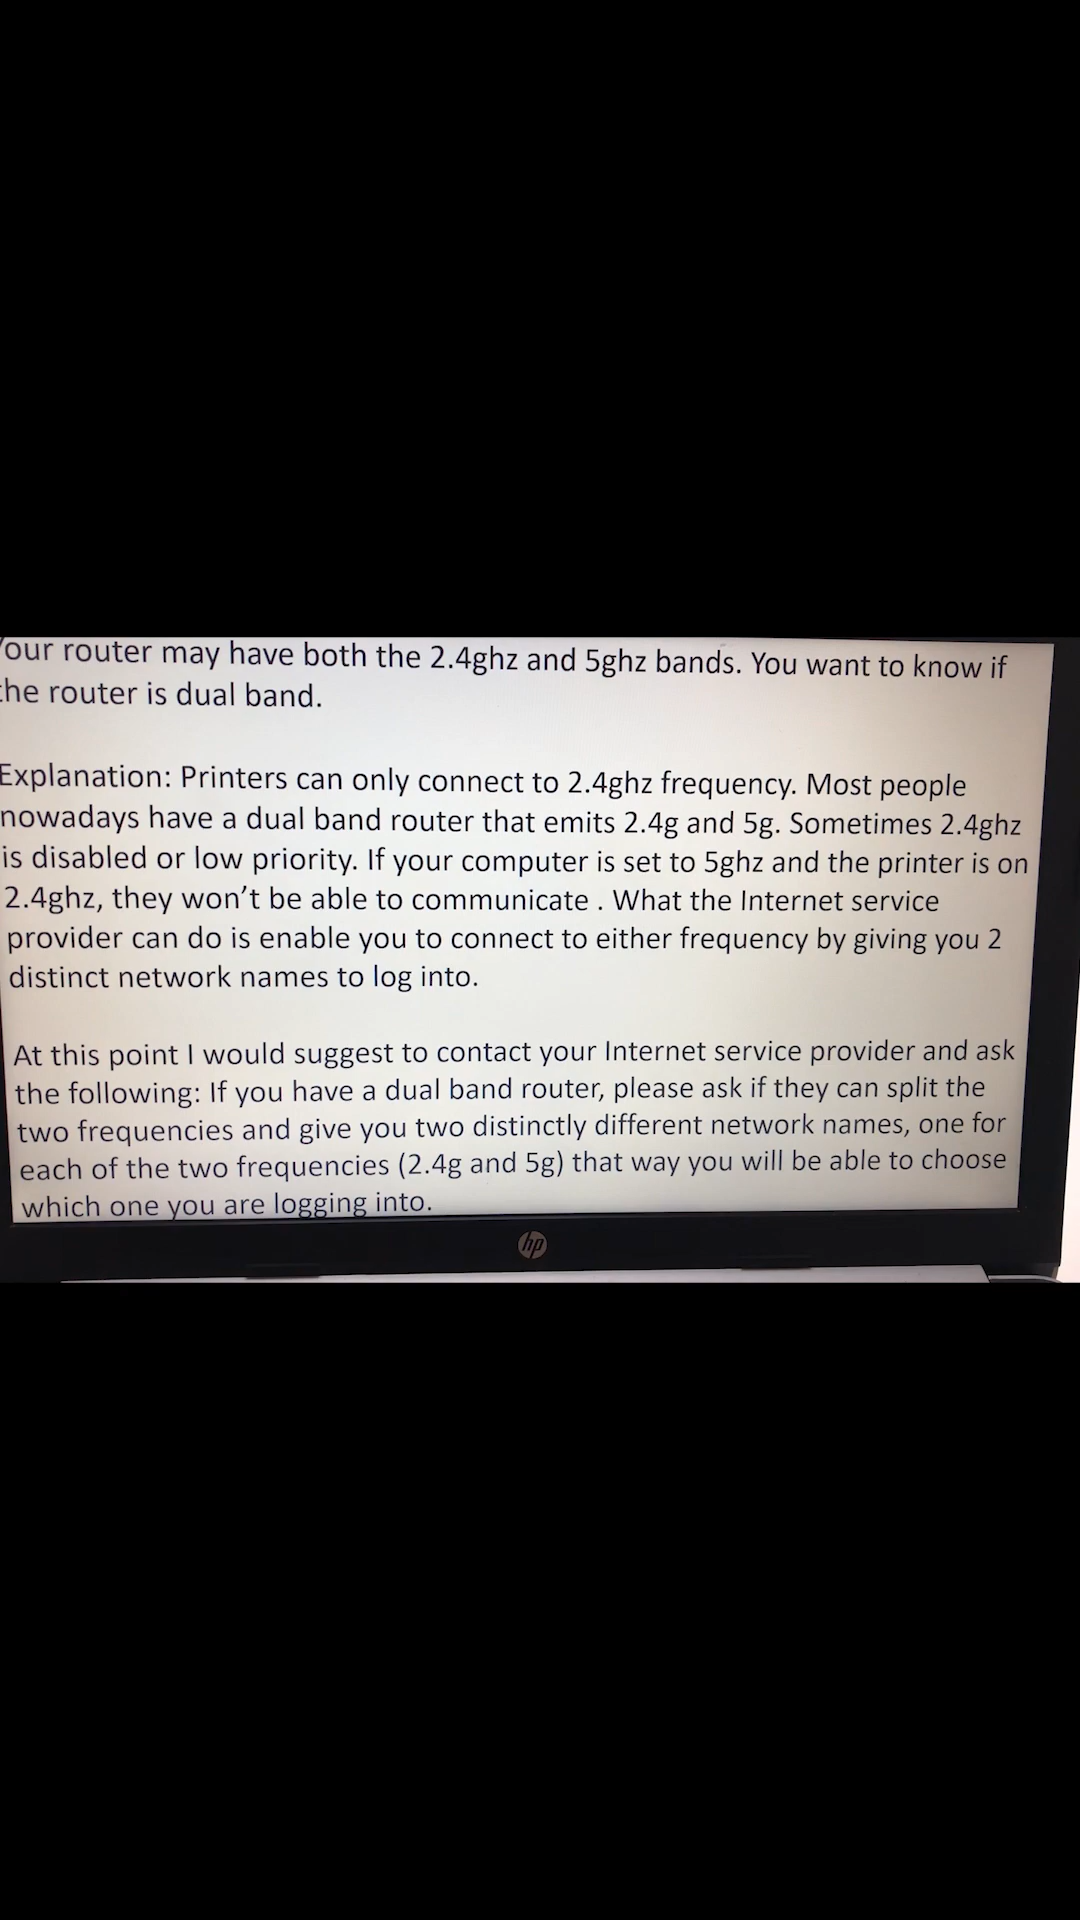 our router may have both the 2.4ghz and 5ghz bands. You want to know if
the router is dual band.
Explanation: Printers can only connect to 2.4ghz frequency. Most people
nowadays have a dual band router that emits 2.4g and 5g. Sometimes 2.4ghz
is disabled or low priority. If your computer is set to 5ghz and the printer is on
2.4ghz, they won’t be able to communicate . What the Internet service
provider can do is enable you to connect to either frequency by giving you 2
distinct network names to log into.
At this point I would suggest to contact your Internet service provider and ask
the following: If you have a dual band router, please ask if they can split the
two frequencies and give you two distinctly different network names, one for
each of the two frequencies (2.4g and 5g) that way you will be able to choose
which one you are logging into.
hp